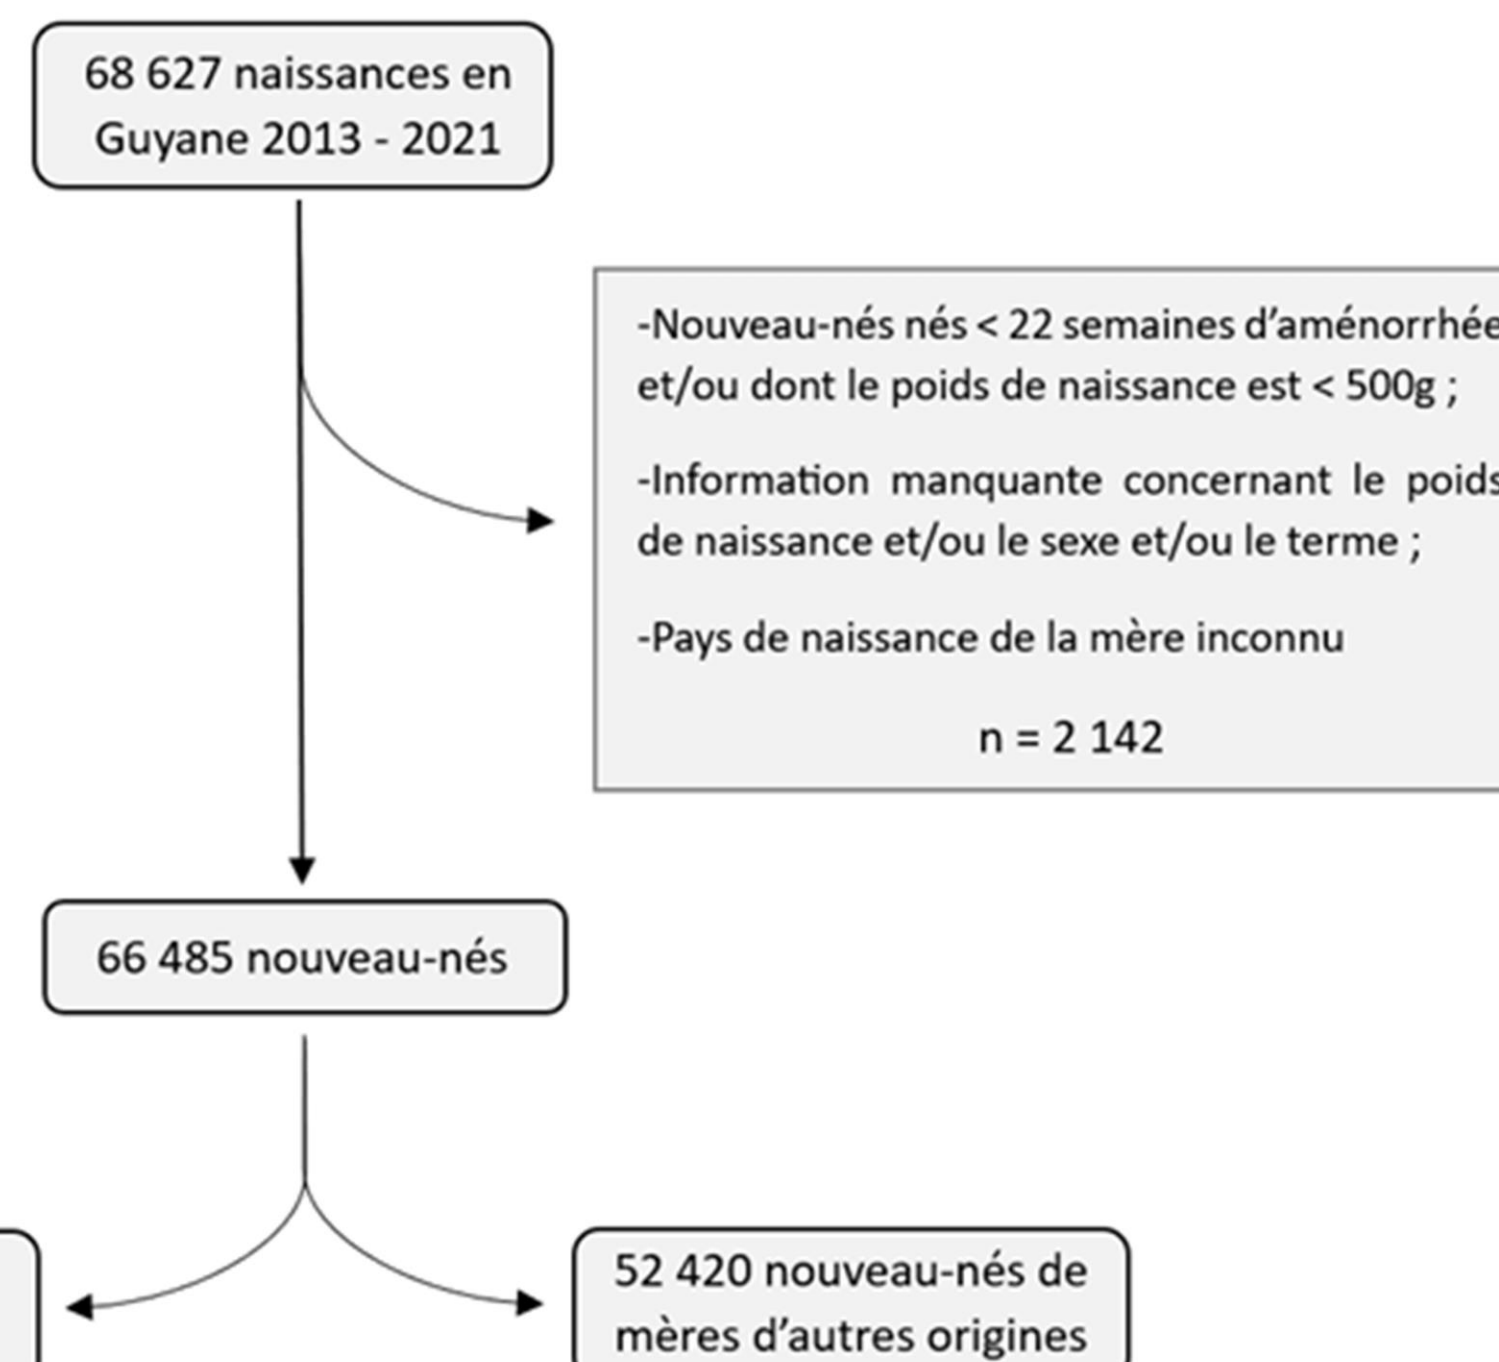 68 627 naissances en
Guyane 2013 - 2021
-Nouveau-nés nés < 22 semaines d’aménorrhée
et/ou dont le poids de naissance est < 500g ;
-Information manquante concernant le poids
de naissance et/ou le sexe et/ou le terme ;
-Pays de naissance de la mère inconnu
n = 2 142
66 485 nouveau-nés
52 420 nouveau-nés de
mères d’autres origines